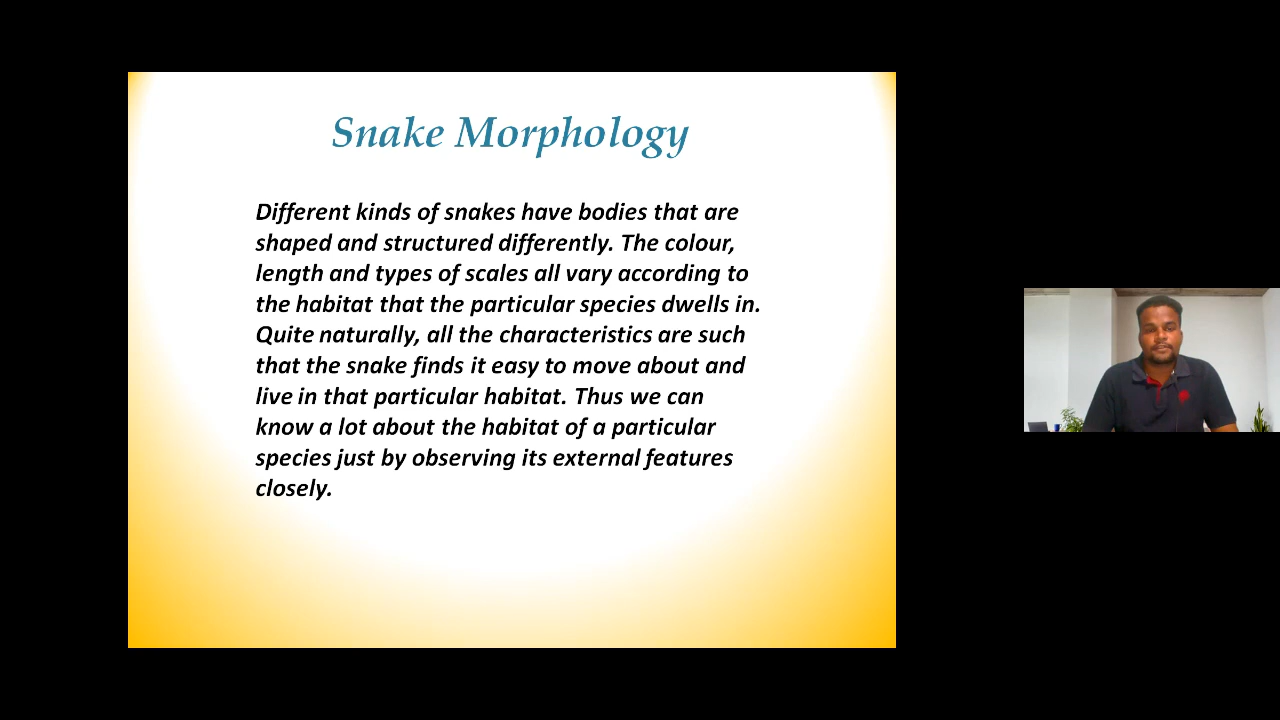 Snake Morphology
Different kinds of snakes have bodies that are
shaped and structured differently. The colour,
length and types of scales all vary according to
the habitat that the particular species dwells in.
Quite naturally, all the characteristics are such
that the snake finds it easy to move about and
live in that particular habitat. Thus we can
know a lot about the habitat of a particular
species just by observing its external features
closely.